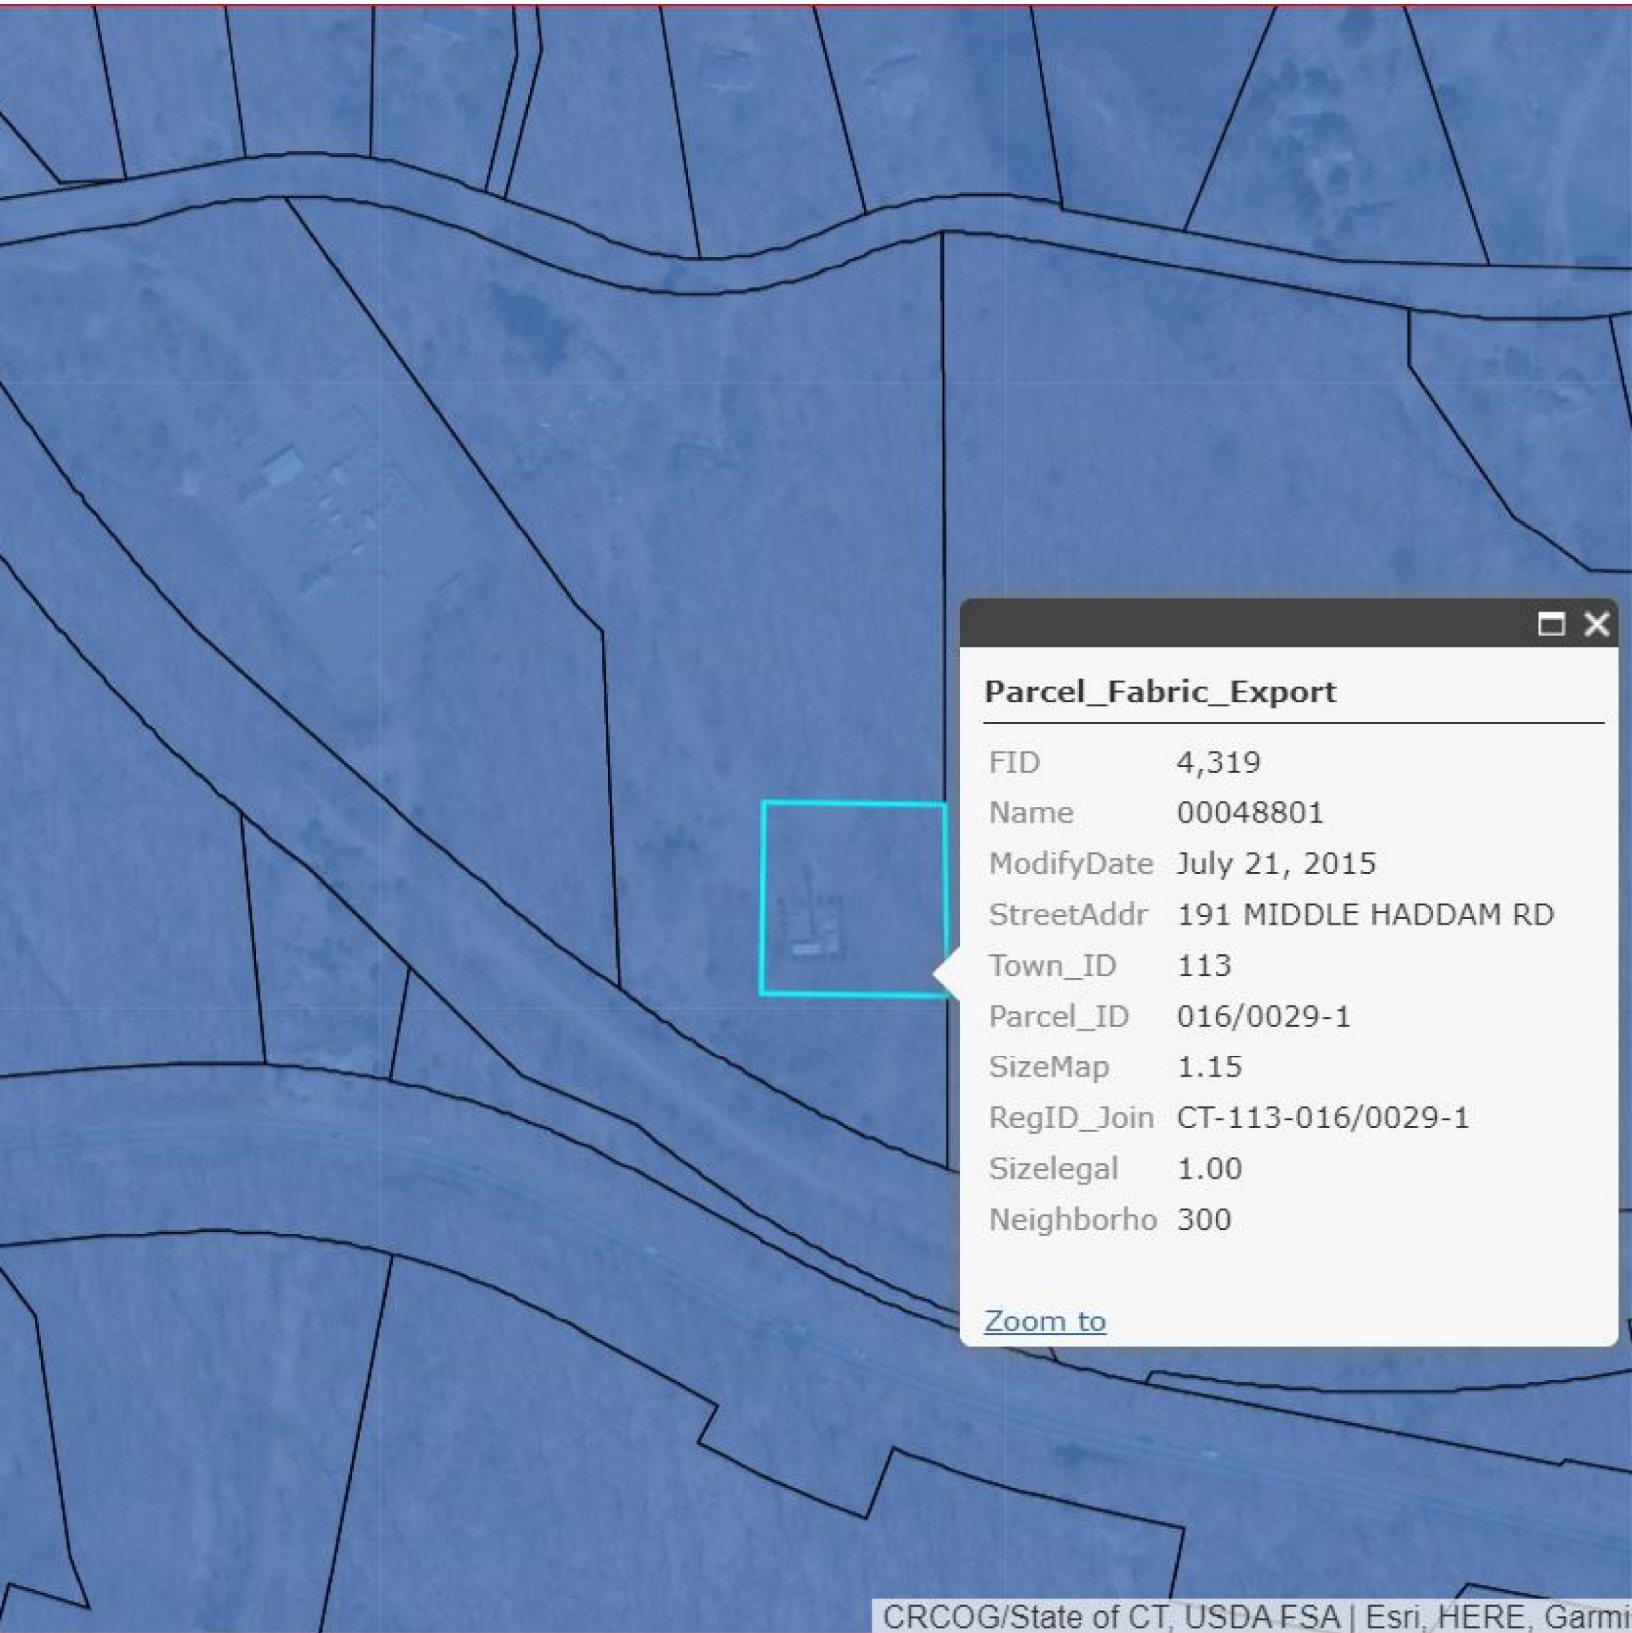 Parcel_Fabric_Export
FID 4,319
Name 00048801
ModifyDate July 21, 2015
StreetAddr 191 MIDDLE HADDAM RD
Town_ID 113
Parcel_ID 016/0029-1
SizeMap 1.15
RegID_Join CT-113-016/0029-1
Sizelegal 1.00
Neighborho 300
Zoom to
CRCOG/State of CT, USDA FSA | Esri, HERE, Garmi